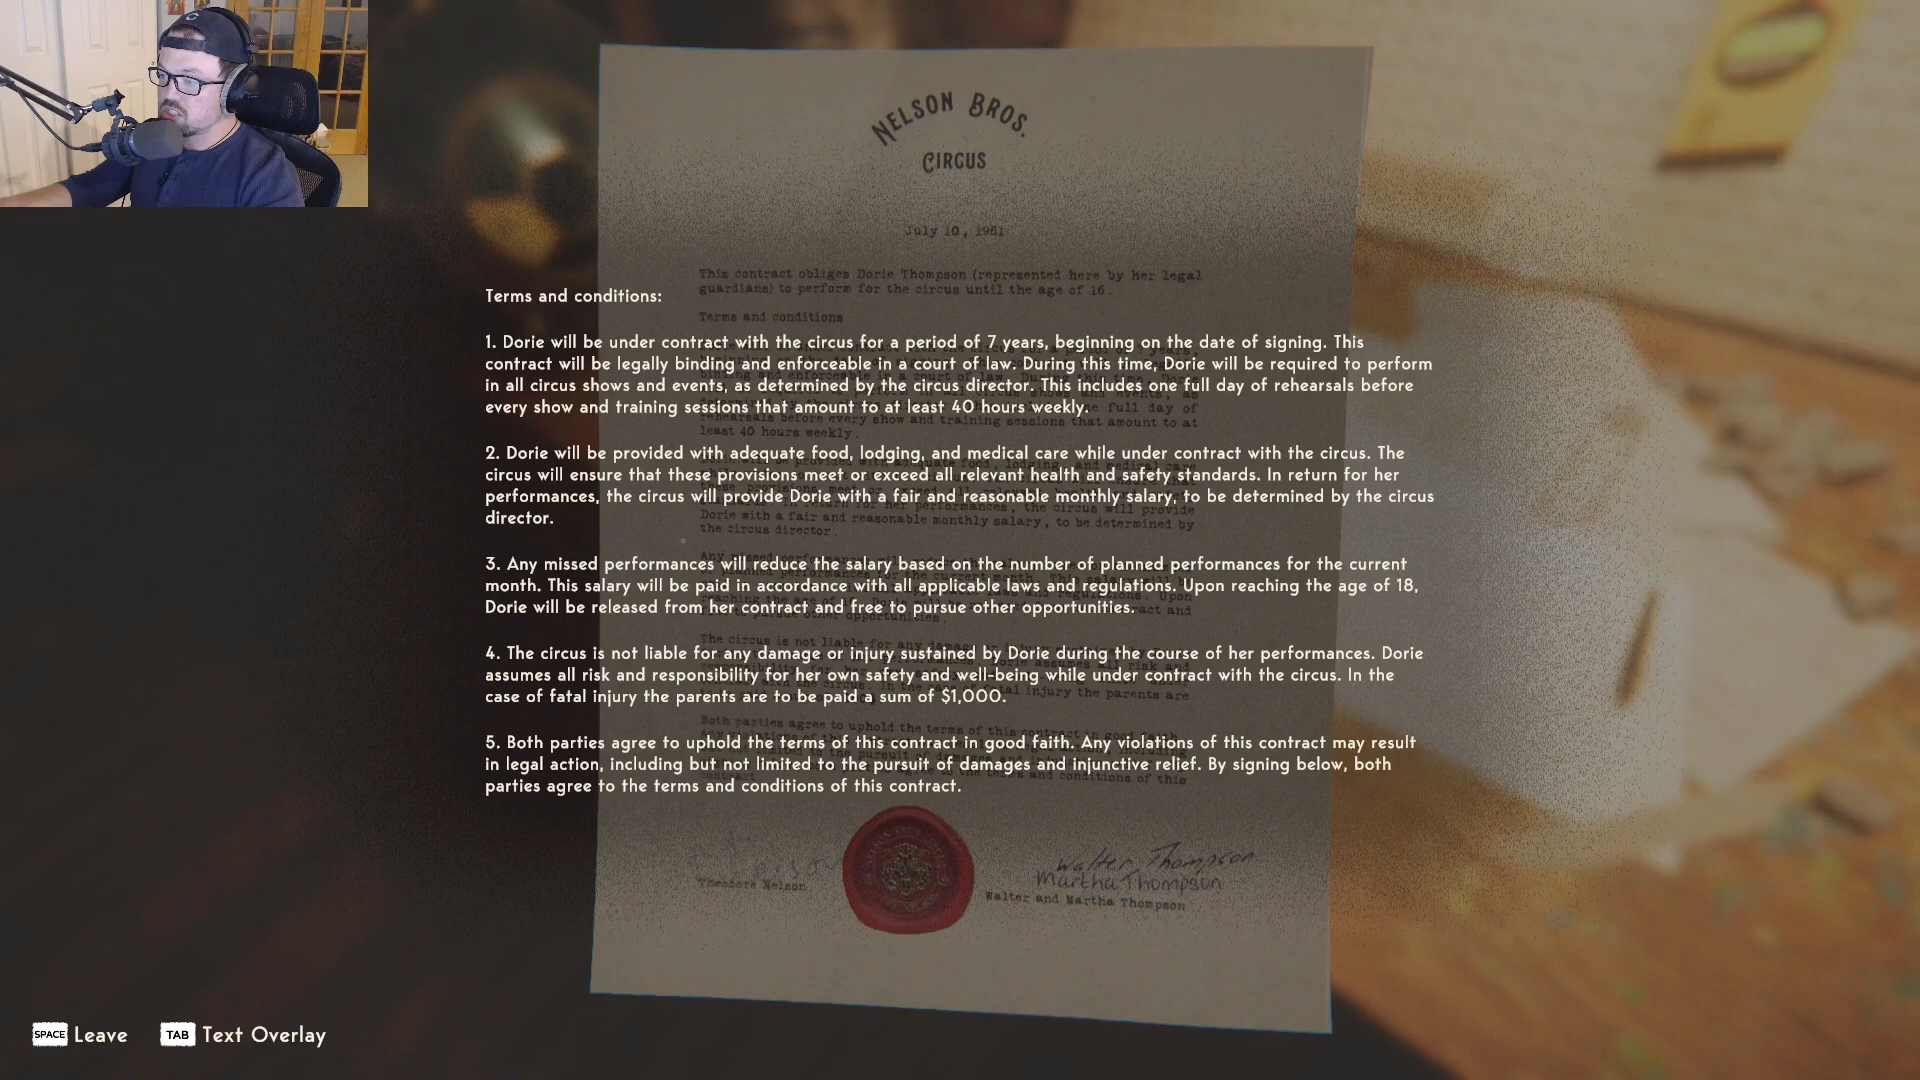 NELSON BROS.
CIRCUS
July 10, 1961
This contract obliges Dorie Thompson (represented here by her legal
guardians) to perform for the circus until the age of 16.
Terms and conditions
Terms and conditions:
1. Dorie will be under contract with the circus for a period of 7 years, beginning on the date of signing. This
contract will be legally binding and enforceable in a court of law. During this time, Dorie will be required to perform
in all circus shows and events, as determined by the circus director. This includes one full day of rehearsals before
every show and training sessions that amount to at least 40 hours weekly.
2. Dorie will be provided with adequate food, lodging, and medical care while under contract with the circus. The
circus will ensure that these provisions meet or exceed all relevant health and safety standards. In return for her
performances, the circus will provide Dorie with a fair and reasonable monthly salary, to be determined by the circus
director.
3. Any missed performances will reduce the salary based on the number of planned performances for the current
month. This salary will be paid in accordance with all applicable laws and regulations. Upon reaching the age of 18,
Dorie will be released from her contract and free to pursue other opportunities.
4. The circus is not liable for any damage or injury sustained by Dorie during the course of her performances. Dorie
assumes all risk and responsibility for her own safety and well-being while under contract with the circus. In the
case of fatal injury the parents are to be paid a sum of $1,000.
5. Both parties agree to uphold the terms of this contract in good faith. Any violations of this contract may result
in legal action, including but not limited to the pursuit of damages and injunctive relief. By signing below, both
parties agree to the terms and conditions of this contract.
Walter Thompson
Martha Thompson
Theodore Nelson
Walter and Martha Thompson
SPACE Leave TAB Text Overlay